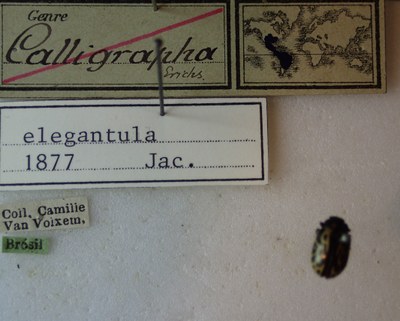 Genre
Calligrapha
Erichs.
elegantula
1877 Jac.
Coll. Camille
Van Volxem.
Brésil